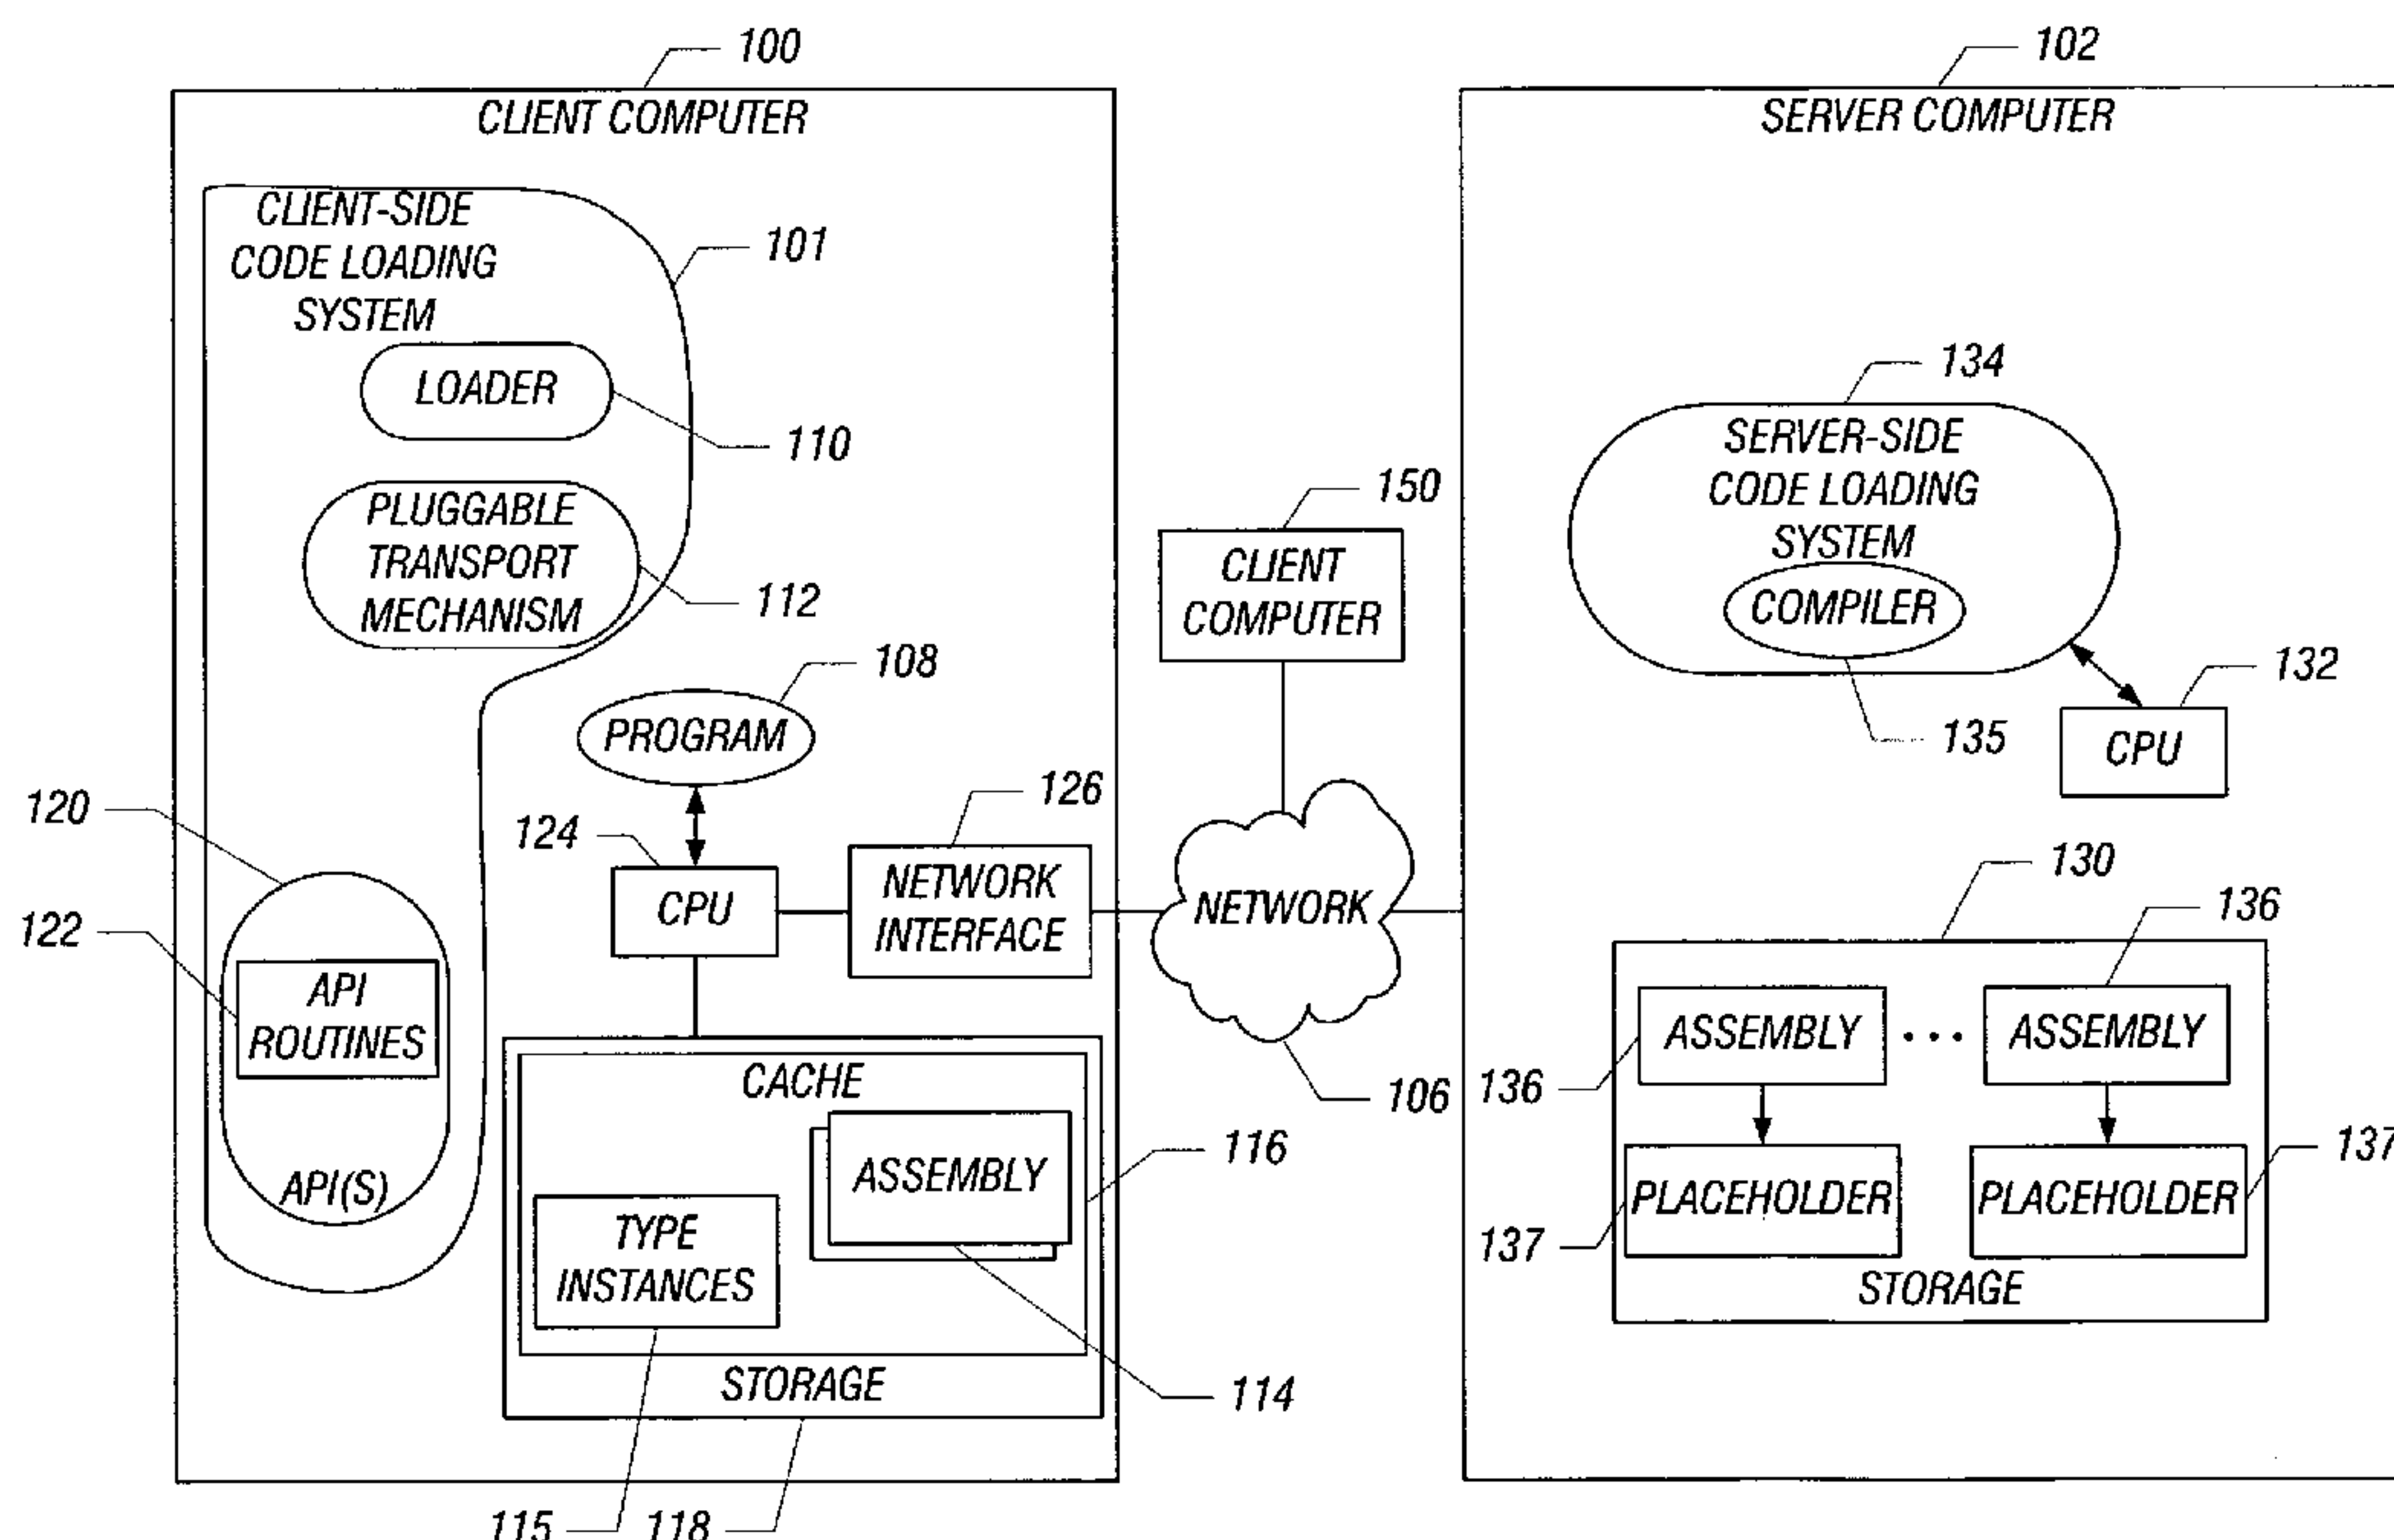 100
CLIENT COMPUTER
CLIENT-SIDE
CODE LOADING
SYSTEM
101
LOADER
110
PLUGGABLE
TRANSPORT
MECHANISM
112
108
PROGRAM
120
122
API
ROUTINES
API(S)
124
CPU
126
NETWORK
INTERFACE
CACHE
ASSEMBLY
116
TYPE
INSTANCES
STORAGE
114
115
118
150
CLIENT
COMPUTER
NETWORK
106
102
SERVER COMPUTER
134
SERVER-SIDE
CODE LOADING
SYSTEM
COMPILER
135
132
CPU
130
136
ASSEMBLY
...
ASSEMBLY
136
PLACEHOLDER
PLACEHOLDER
137
137
STORAGE